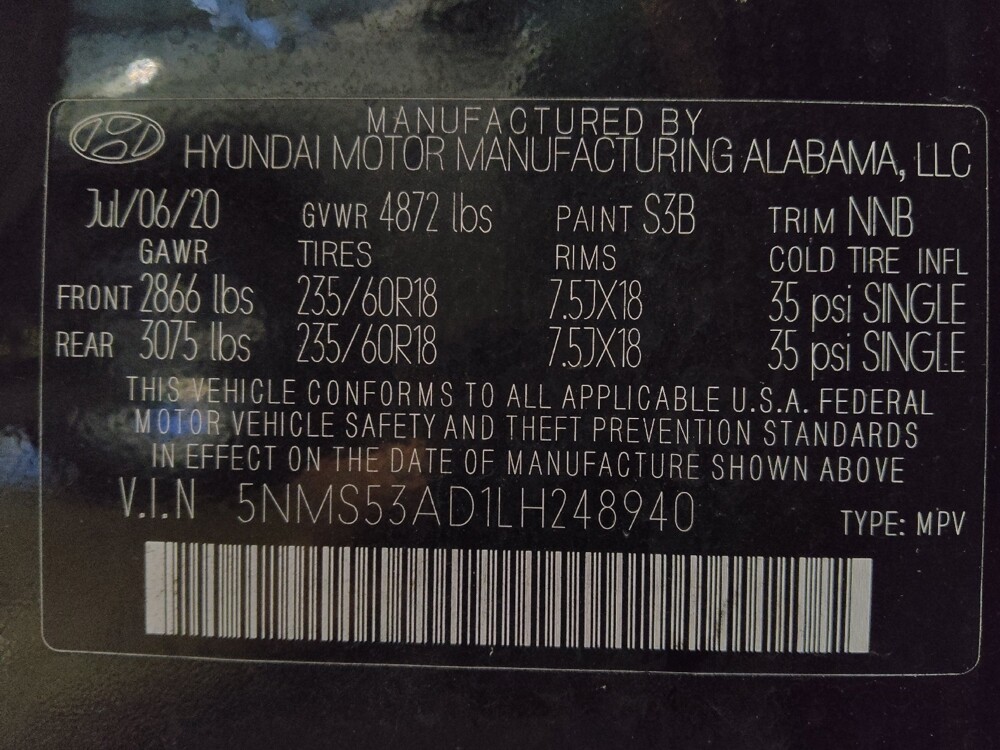 MANUFACTURED BY
HYUNDAI MOTOR MANUFACTURING ALABAMA, LLC
Jul/06/20 GVWR 4872 lbs PAINT S3B TRIM NNB
GAWR TIRES RIMS COLD TIRE INFL
FRONT 2866 lbs 235/60R18 7.5JX18 35 psi SINGLE
REAR 3075 lbs 235/60R18 7.5JX18 35 psi SINGLE
THIS VEHICLE CONFORMS TO ALL APPLICABLE U.S.A. FEDERAL
MOTOR VEHICLE SAFETY AND THEFT PREVENTION STANDARDS
IN EFFECT ON THE DATE OF MANUFACTURE SHOWN ABOVE
V.I.N 5NMS53AD1LH248940 TYPE: MPV